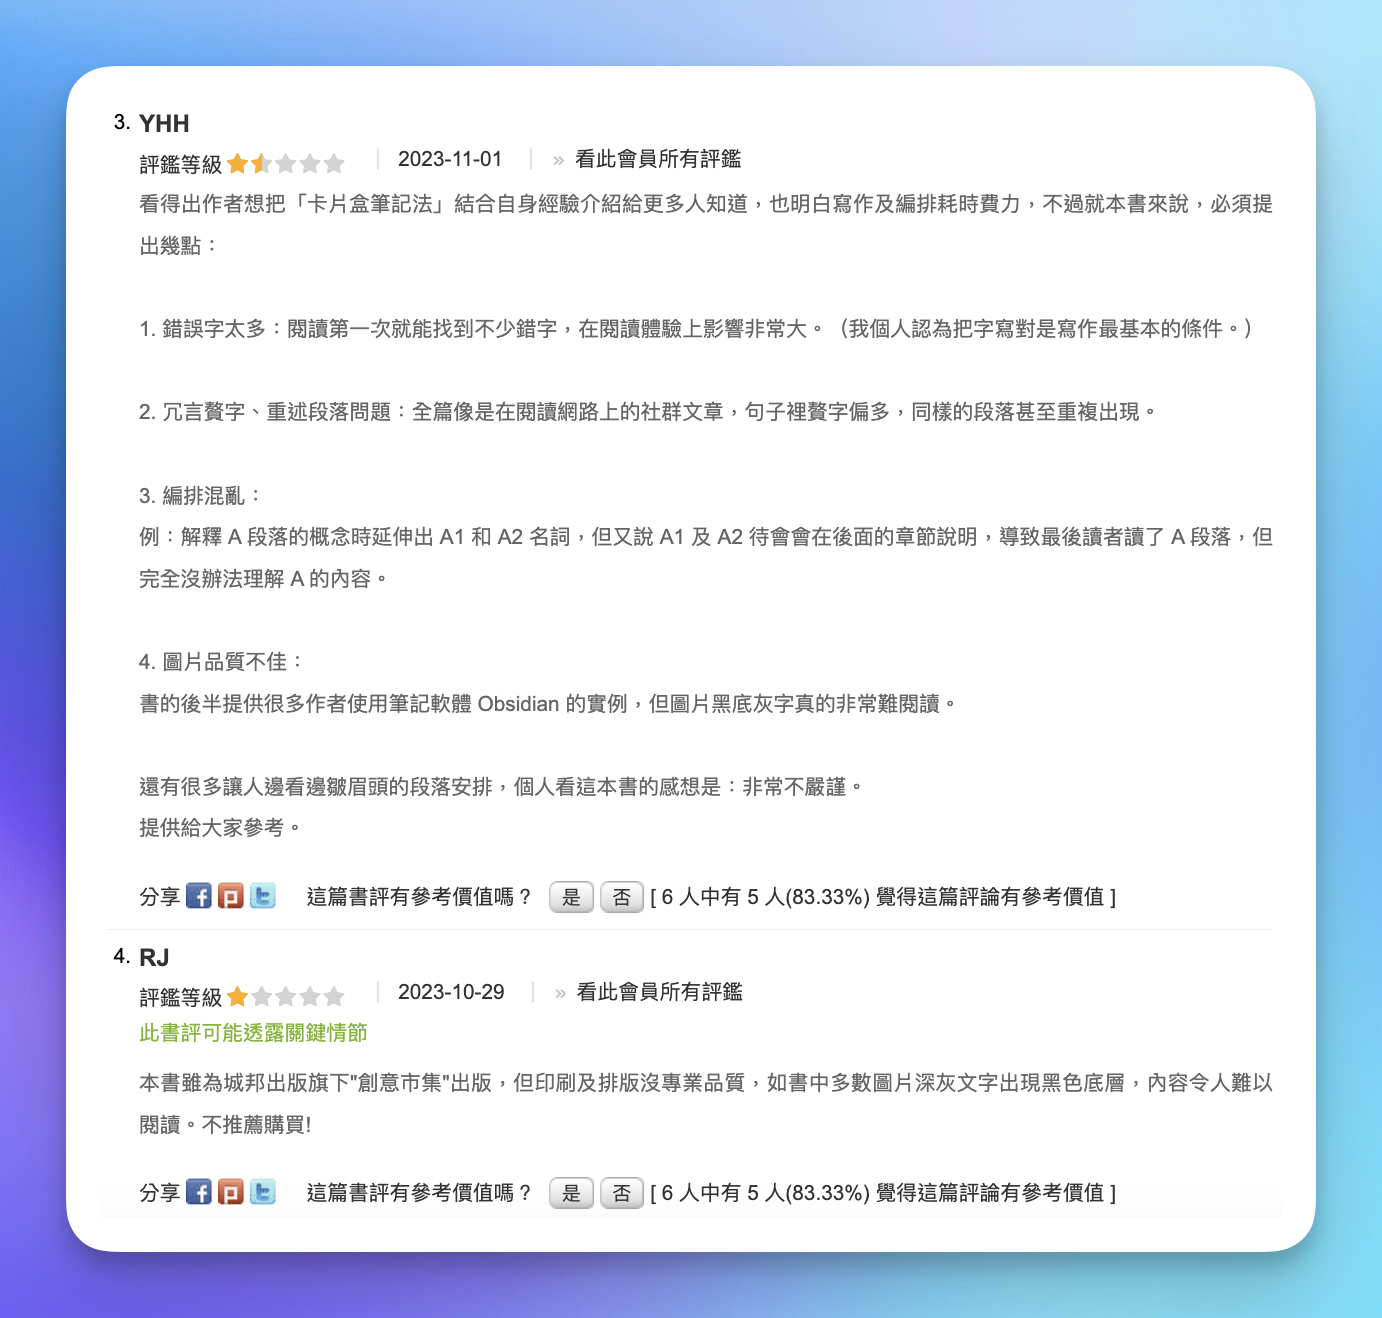 3. YHH
評鑑等級 2023-11-01 » 看此會員所有評鑑
看得出作者想把「卡片盒筆記法」結合自身經驗介紹給更多人知道，也明白寫作及編排耗時費力，不過就本書來說，必須提
出幾點：
1. 錯誤字太多：閱讀第一次就能找到不少錯字，在閱讀體驗上影響非常大。（我個人認為把字寫對是寫作最基本的條件。）
2. 冗言贅字、重述段落問題：全篇像是在閱讀網路上的社群文章，句子裡贅字偏多，同樣的段落甚至重複出現。
3. 編排混亂：
例：解釋 A 段落的概念時延伸出 A1 和 A2 名詞，但又說 A1 及 A2 待會會在後面的章節說明，導致最後讀者讀了 A 段落，但
完全沒辦法理解 A 的內容。
4. 圖片品質不佳：
書的後半提供很多作者使用筆記軟體 Obsidian 的實例，但圖片黑底灰字真的非常難閱讀。
還有很多讓人邊看邊皺眉頭的段落安排，個人看這本書的感想是：非常不嚴謹。
提供給大家參考。
分享 f p t 這篇書評有參考價值嗎？ 是 否 [ 6 人中有 5 人(83.33%) 覺得這篇評論有參考價值 ]
4. RJ
評鑑等級 2023-10-29 » 看此會員所有評鑑
此書評可能透露關鍵情節
本書雖為城邦出版旗下"創意市集"出版，但印刷及排版沒專業品質，如書中多數圖片深灰文字出現黑色底層，內容令人難以
閱讀。不推薦購買!
分享 f p t 這篇書評有參考價值嗎？ 是 否 [ 6 人中有 5 人(83.33%) 覺得這篇評論有參考價值 ]